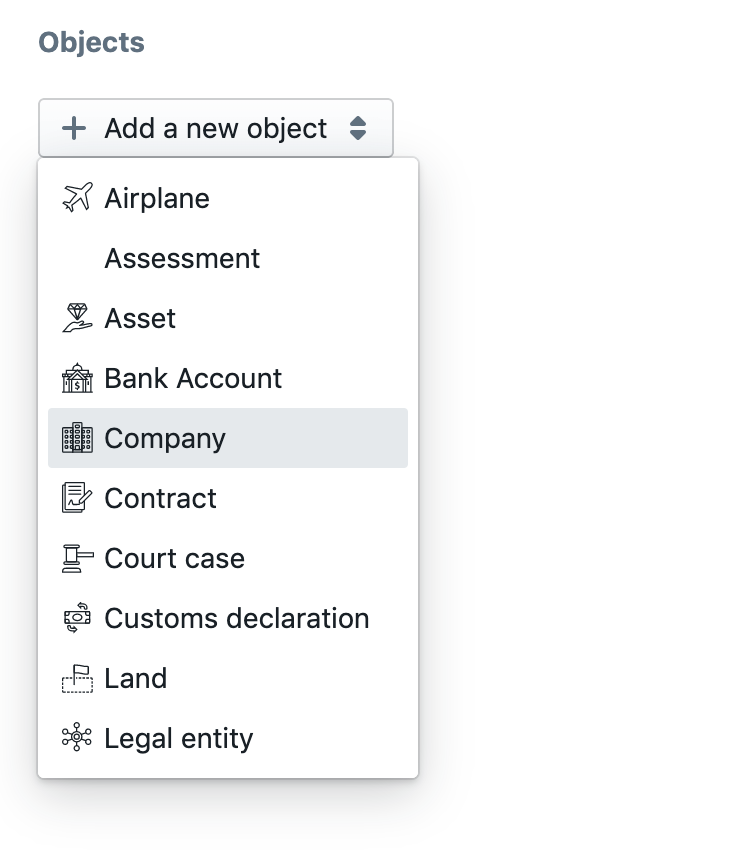 Objects
Add a new object
Airplane
Assessment
Asset
Bank Account
Company
Contract
Court case
Customs declaration
Land
Legal entity